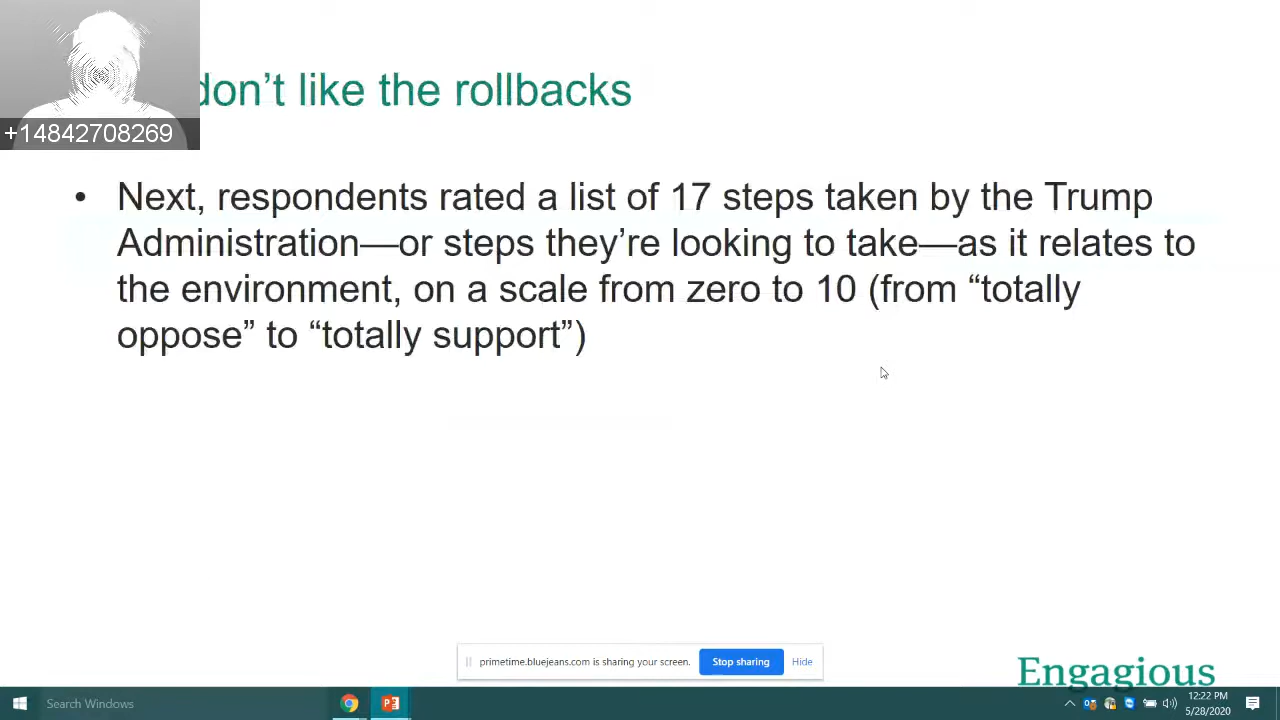 don’t like the rollbacks
+14842708269
• Next, respondents rated a list of 17 steps taken by the Trump
Administration—or steps they’re looking to take—as it relates to
the environment, on a scale from zero to 10 (from “totally
oppose” to “totally support”)
primetime.bluejeans.com is sharing your screen. Stop sharing Hide
Engagious
Search Windows
12:22 PM
5/28/2020